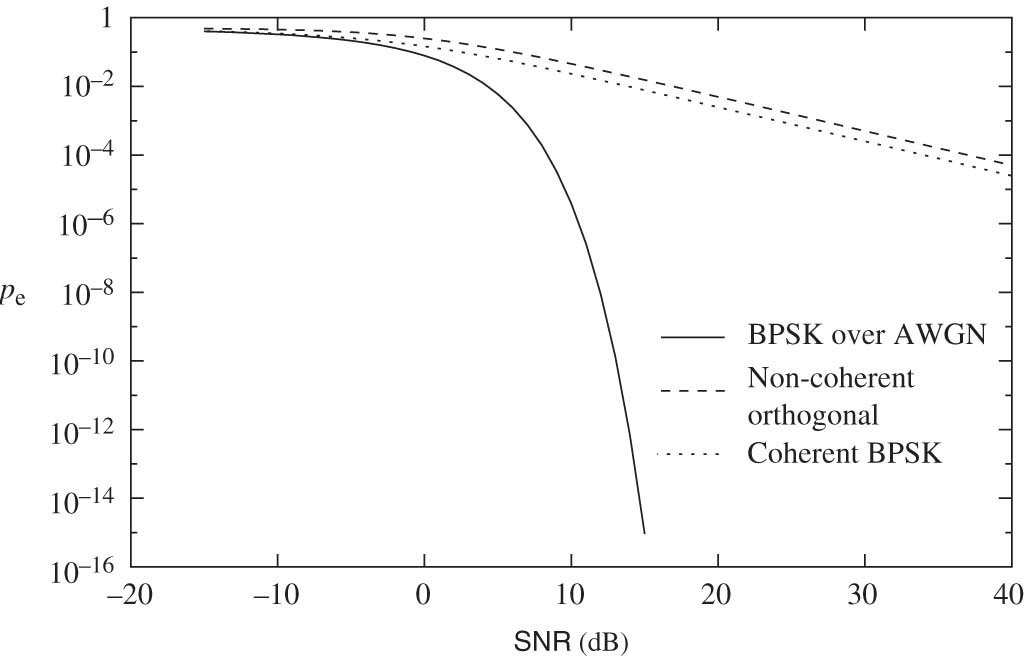 1
10–2
10–4
10–6
10–8
10–10
10–12
10–14
10–16
pe
–20
–10
0
10
20
30
40
SNR (dB)
BPSK over AWGN
Non-coherent
orthogonal
Coherent BPSK